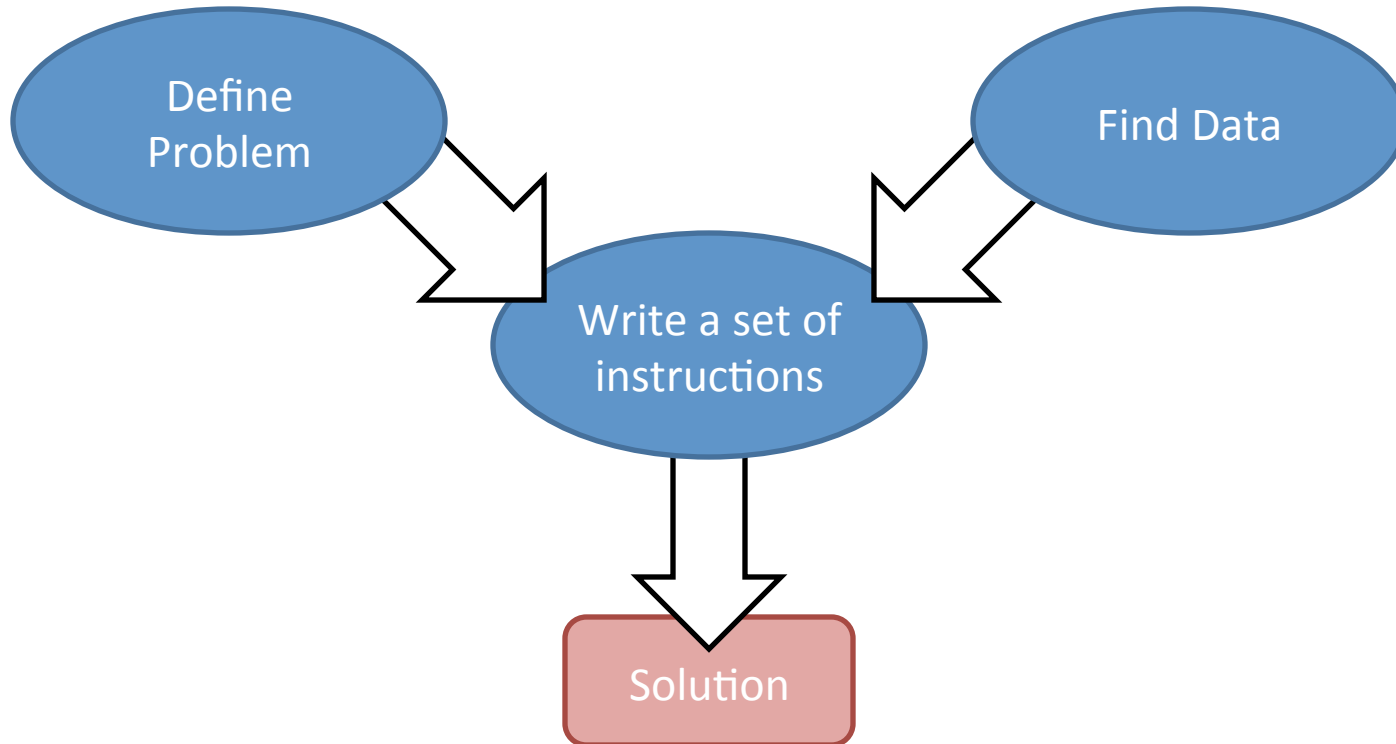 Define
Problem
Find Data
Write a set of
instructions
Solution